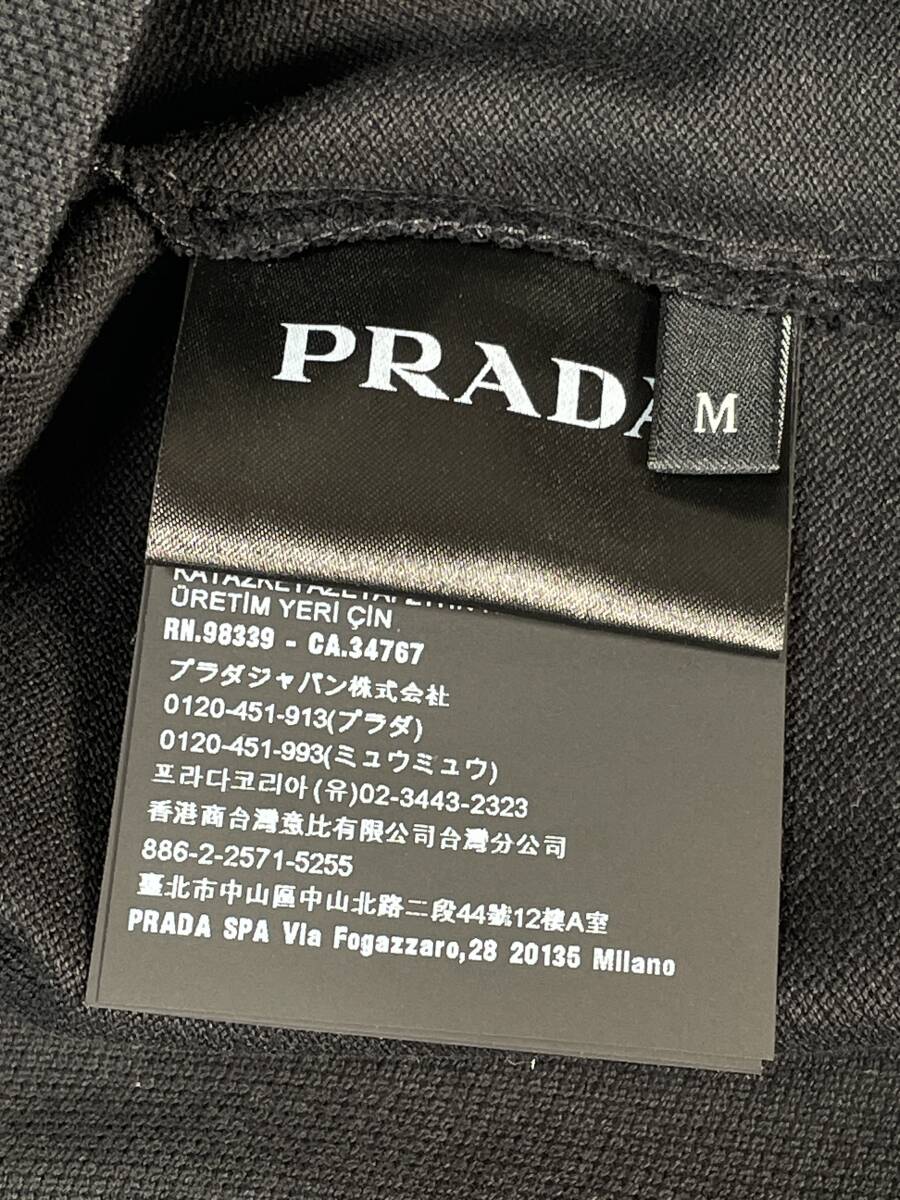 PRADA
M
ÜRETİM YERİ ÇİN
RN.98339 - CA.34767
プラダジャパン株式会社
0120-451-913(プラダ)
0120-451-993(ミュウミュウ)
프라다코리아(유)02-3443-2323
香港商台灣意比有限公司台灣分公司
886-2-2571-5255
臺北市中山區中山北路二段44號12樓A室
PRADA SPA Via Fogazzaro,28 20135 Milano